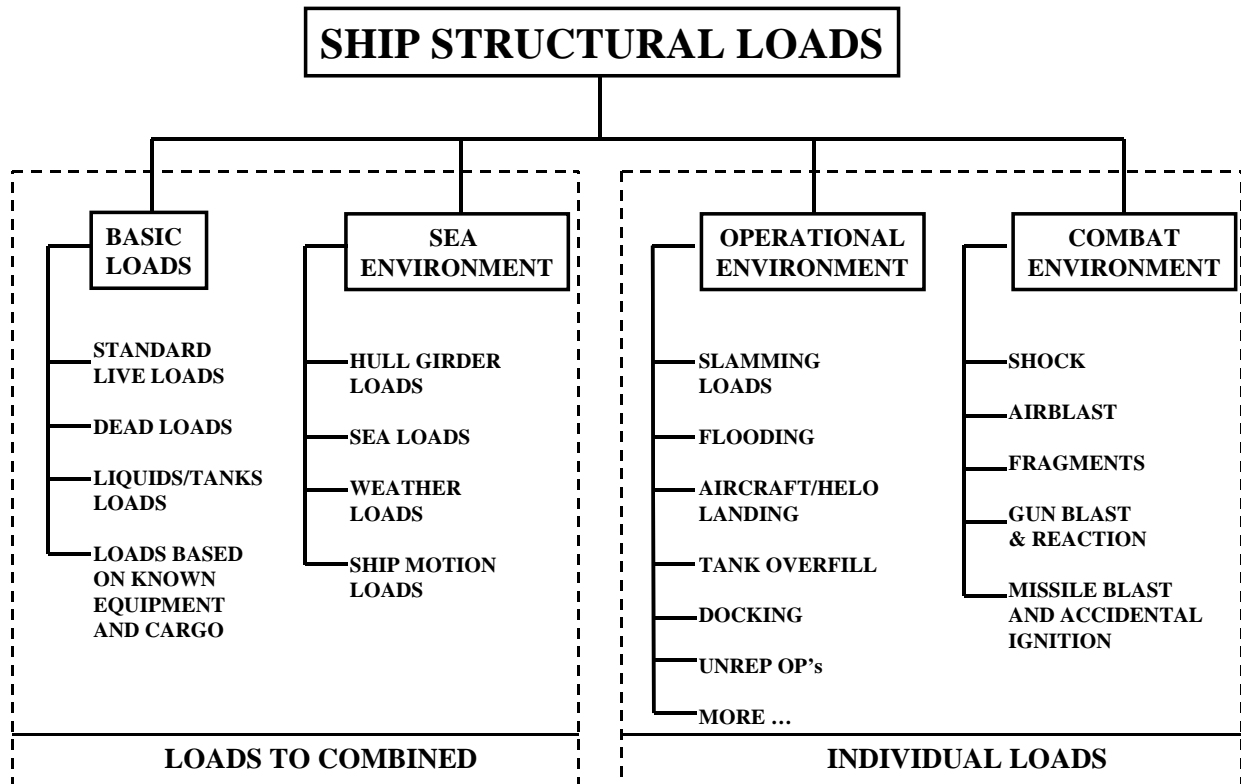 SHIP STRUCTURAL LOADS
BASIC
LOADS
STANDARD
LIVE LOADS
DEAD LOADS
LIQUIDS/TANKS
LOADS
LOADS BASED
ON KNOWN
EQUIPMENT
AND CARGO
SEA
ENVIRONMENT
HULL GIRDER
LOADS
SEA LOADS
WEATHER
LOADS
SHIP MOTION
LOADS
LOADS TO COMBINED
OPERATIONAL
ENVIRONMENT
SLAMMING
LOADS
FLOODING
AIRCRAFT/HELO
LANDING
TANK OVERFILL
DOCKING
UNREP OP's
MORE ...
COMBAT
ENVIRONMENT
SHOCK
AIRBLAST
FRAGMENTS
GUN BLAST
& REACTION
MISSILE BLAST
AND ACCIDENTAL
IGNITION
INDIVIDUAL LOADS